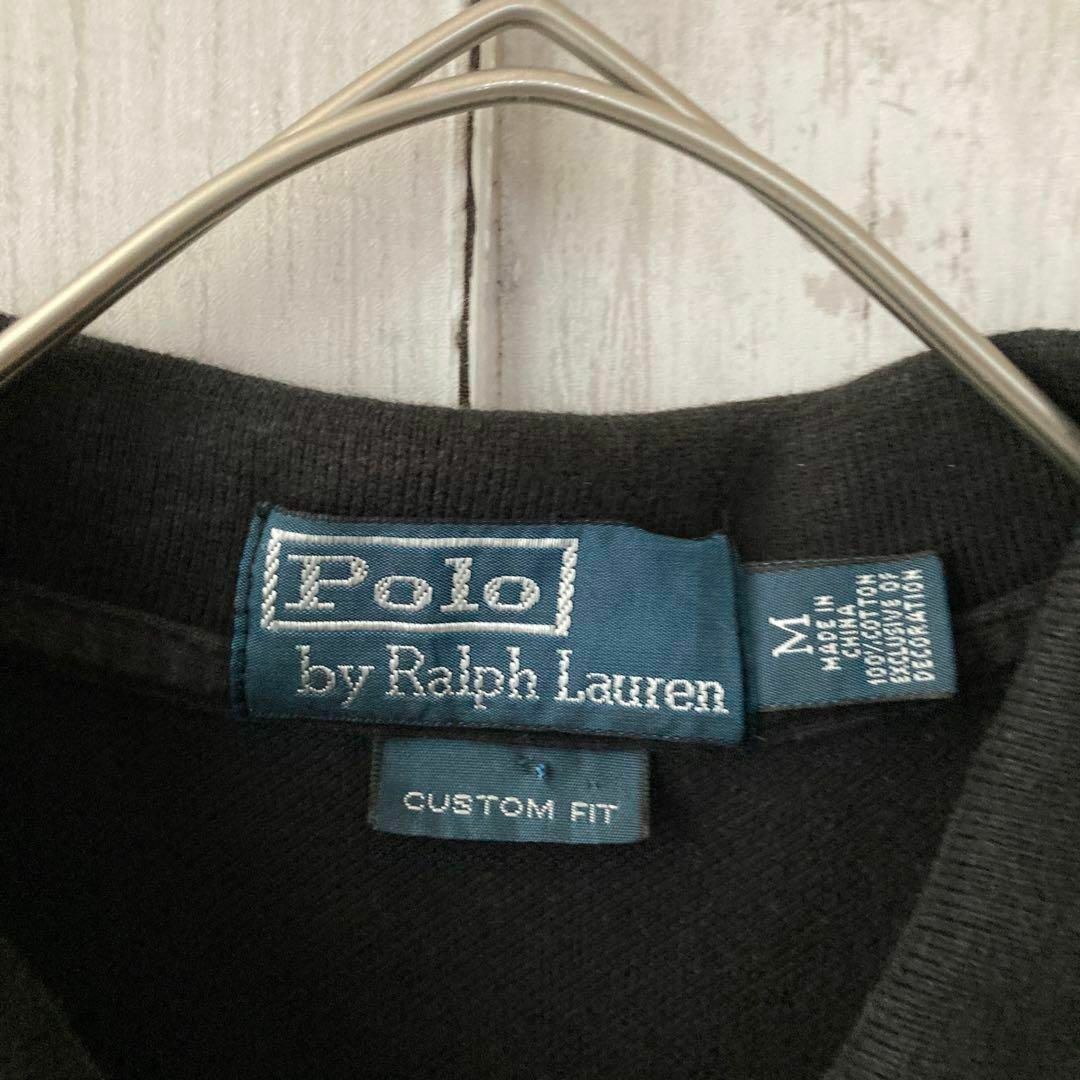 Polo
by Ralph Lauren
M
MADE IN
CHINA
100% COTTON
EXCLUSIVE OF
DECORATION
CUSTOM FIT